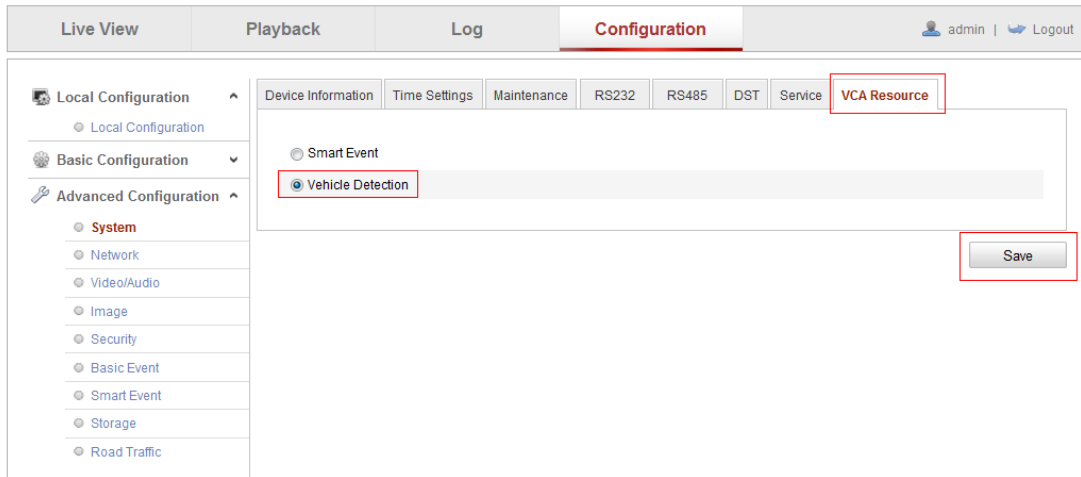 Live View Playback Log Configuration admin | Logout
Local Configuration
Local Configuration
Basic Configuration
Advanced Configuration
System
Network
Video/Audio
Image
Security
Basic Event
Smart Event
Storage
Road Traffic
Device Information Time Settings Maintenance RS232 RS485 DST Service VCA Resource
Smart Event
Vehicle Detection
Save